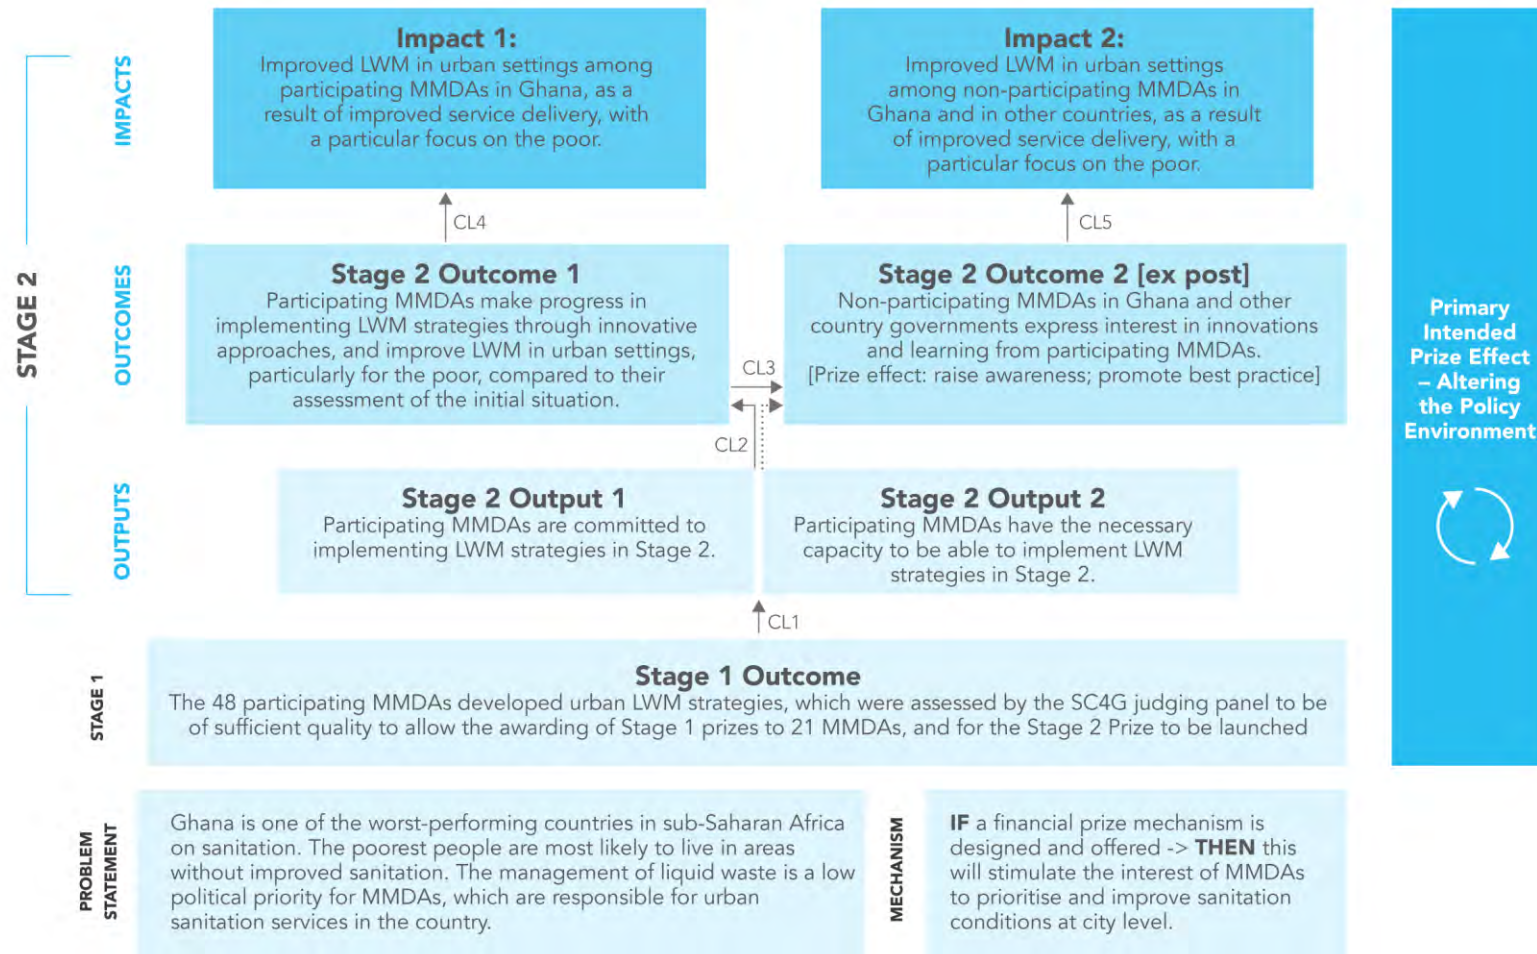 STAGE 2
IMPACTS
Impact 1:
Improved LWM in urban settings among
participating MMDAs in Ghana, as a
result of improved service delivery, with
a particular focus on the poor.
Impact 2:
Improved LWM in urban settings
among non-participating MMDAs in
Ghana and in other countries, as a result
of improved service delivery, with a
particular focus on the poor.
CL4
CL5
OUTCOMES
Stage 2 Outcome 1
Participating MMDAs make progress in
implementing LWM strategies through innovative
approaches, and improve LWM in urban settings,
particularly for the poor, compared to their
assessment of the initial situation.
CL3
Stage 2 Outcome 2 [ex post]
Non-participating MMDAs in Ghana and other
country governments express interest in innovations
and learning from participating MMDAs.
[Prize effect: raise awareness; promote best practice]
CL2
OUTPUTS
Stage 2 Output 1
Participating MMDAs are committed to
implementing LWM strategies in Stage 2.
Stage 2 Output 2
Participating MMDAs have the necessary
capacity to be able to implement LWM
strategies in Stage 2.
CL1
STAGE 1
Stage 1 Outcome
The 48 participating MMDAs developed urban LWM strategies, which were assessed by the SC4G judging panel to be
of sufficient quality to allow the awarding of Stage 1 prizes to 21 MMDAs, and for the Stage 2 Prize to be launched
PROBLEM
STATEMENT
Ghana is one of the worst-performing countries in sub-Saharan Africa
on sanitation. The poorest people are most likely to live in areas
without improved sanitation. The management of liquid waste is a low
political priority for MMDAs, which are responsible for urban
sanitation services in the country.
MECHANISM
IF a financial prize mechanism is
designed and offered -> THEN this
will stimulate the interest of MMDAs
to prioritise and improve sanitation
conditions at city level.
Primary
Intended
Prize Effect
– Altering
the Policy
Environment